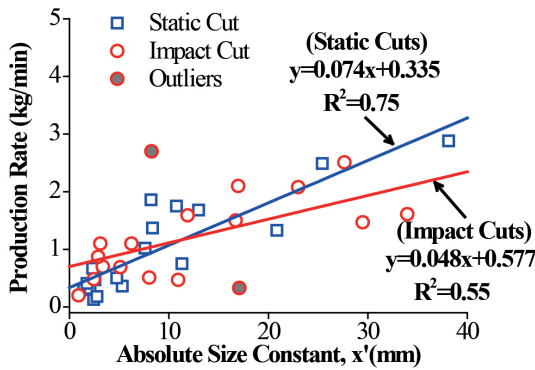 5
4
3
2
1
0
Production Rate (kg/min)
Static Cut
Impact Cut
Outliers
(Static Cuts)
y=0.074x+0.335
R²=0.75
(Impact Cuts)
y=0.048x+0.577
R²=0.55
0 10 20 30 40
Absolute Size Constant, x'(mm)